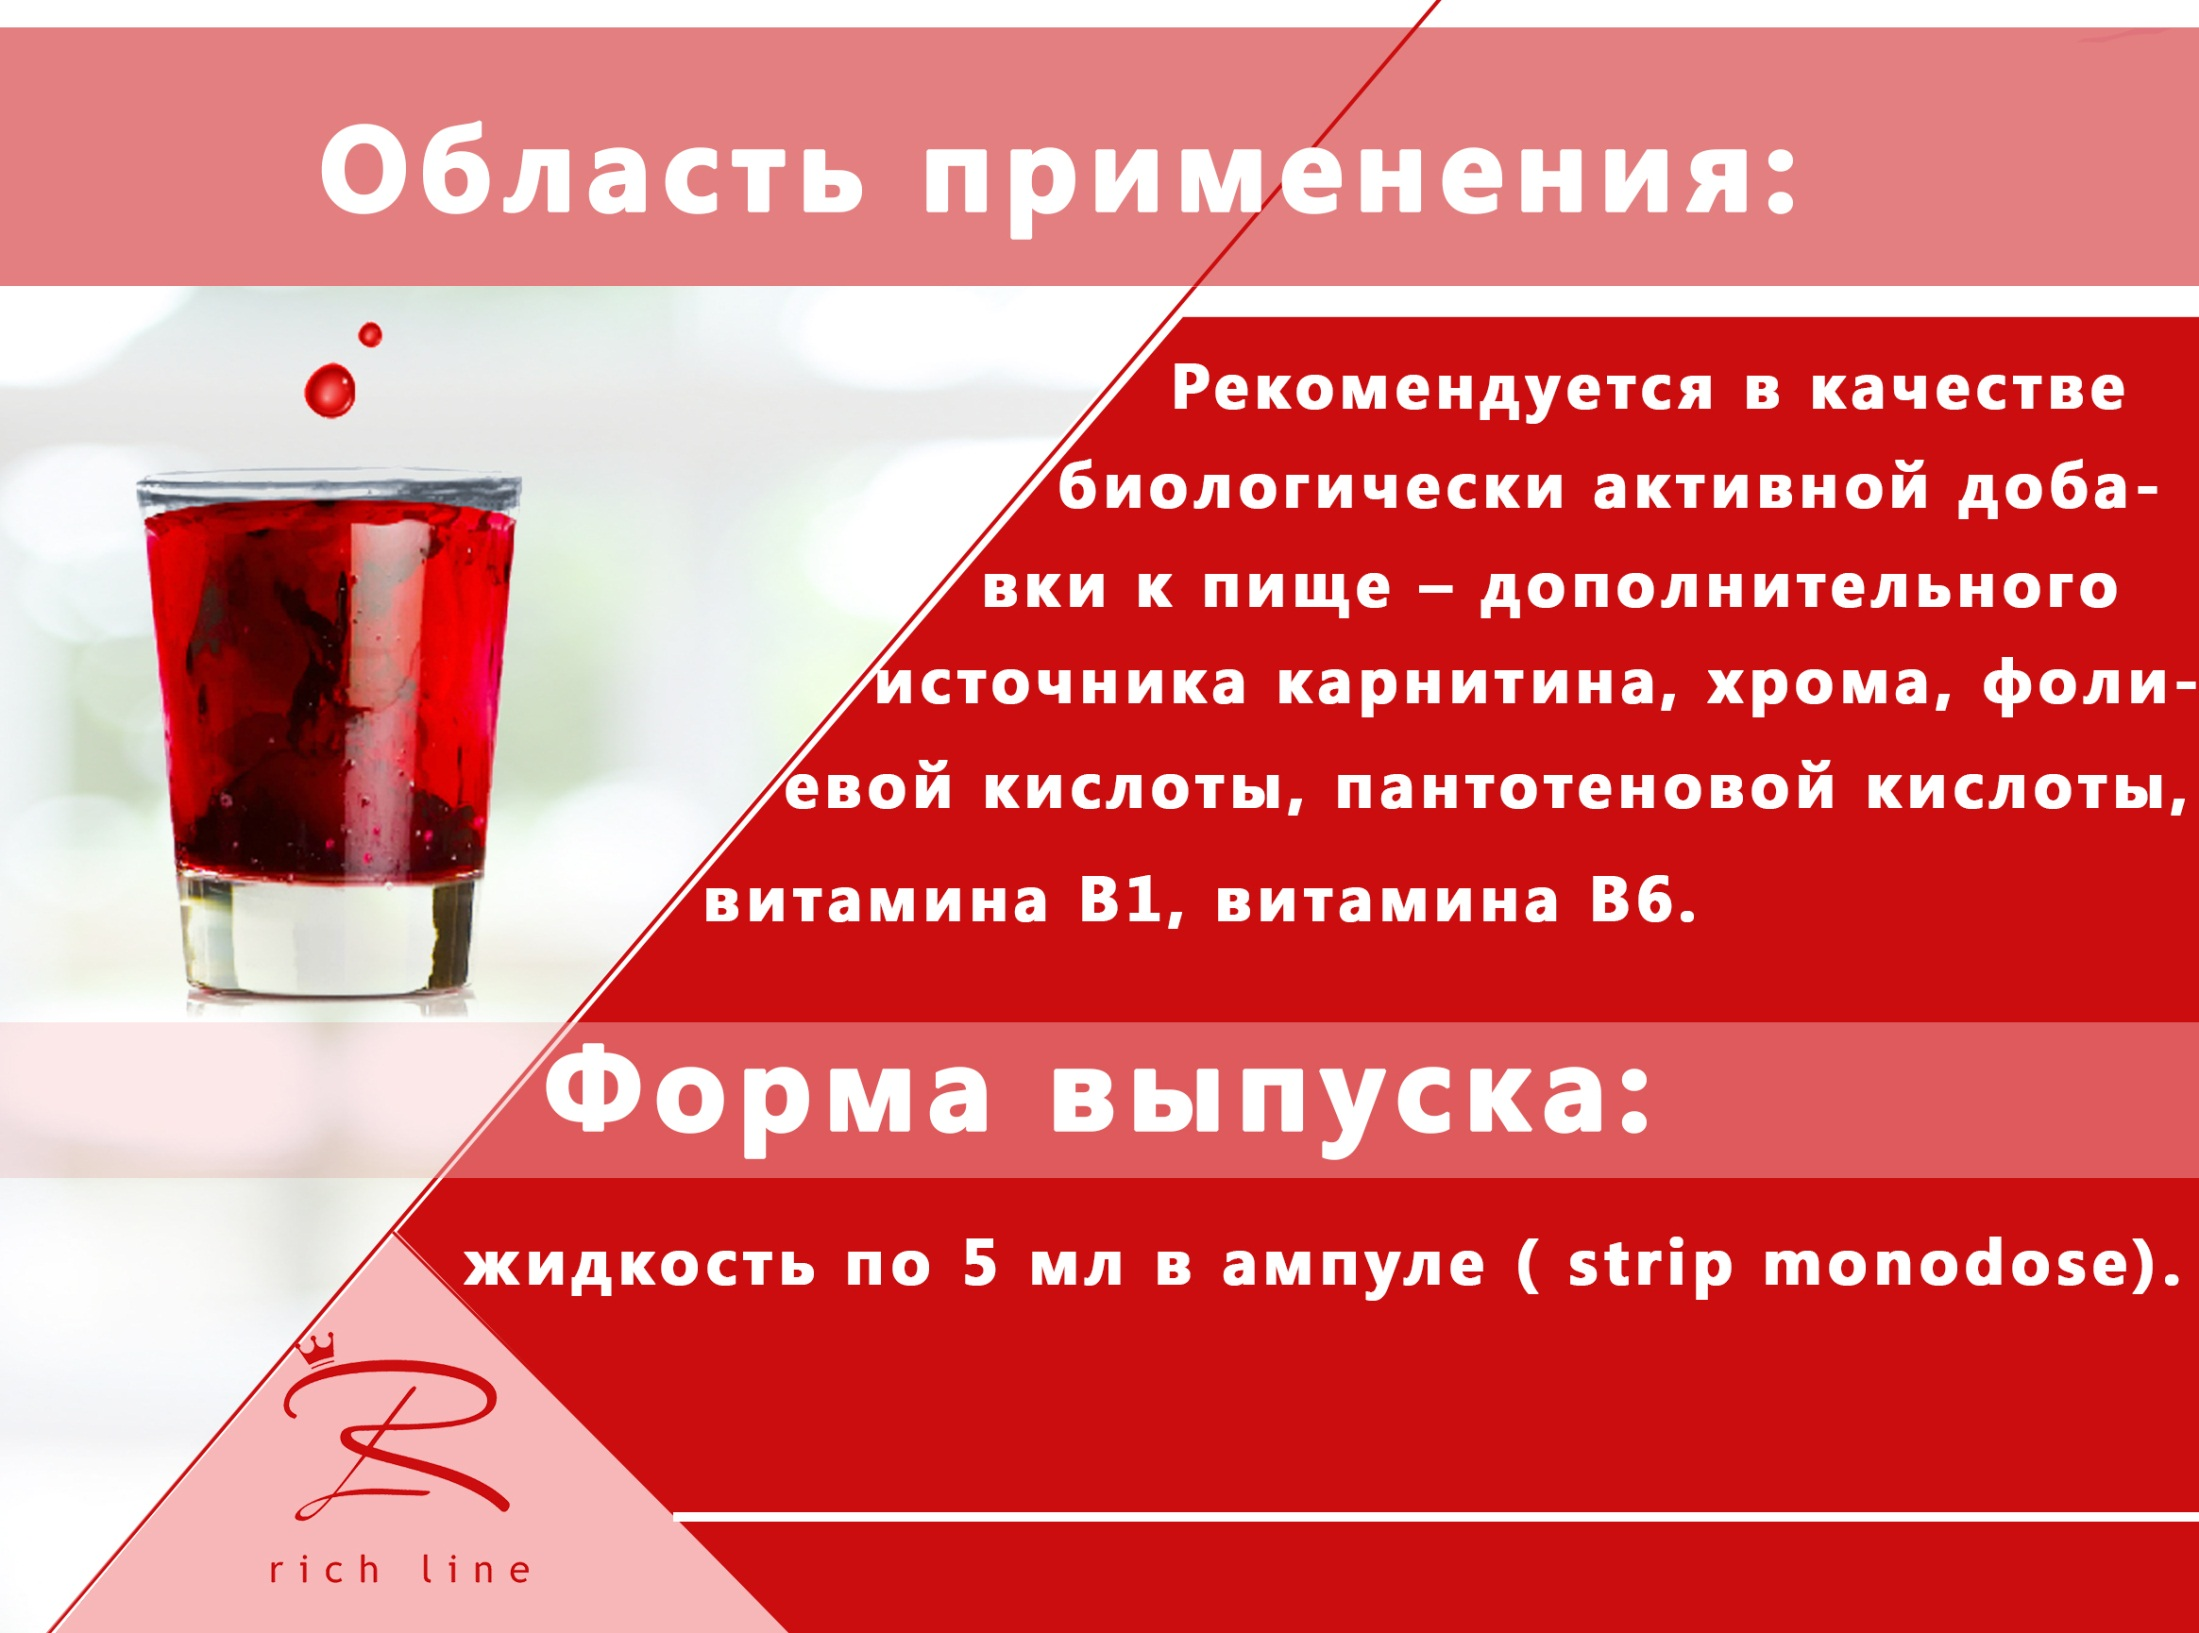 Область применения:
Рекомендуется в качестве
биологически активной доба-
вки к пище – дополнительного
источника карнитина, хрома, фоли-
евой кислоты, пантотеновой кислоты,
витамина В1, витамина В6.
Форма выпуска:
жидкость по 5 мл в ампуле ( strip monodose).
rich line